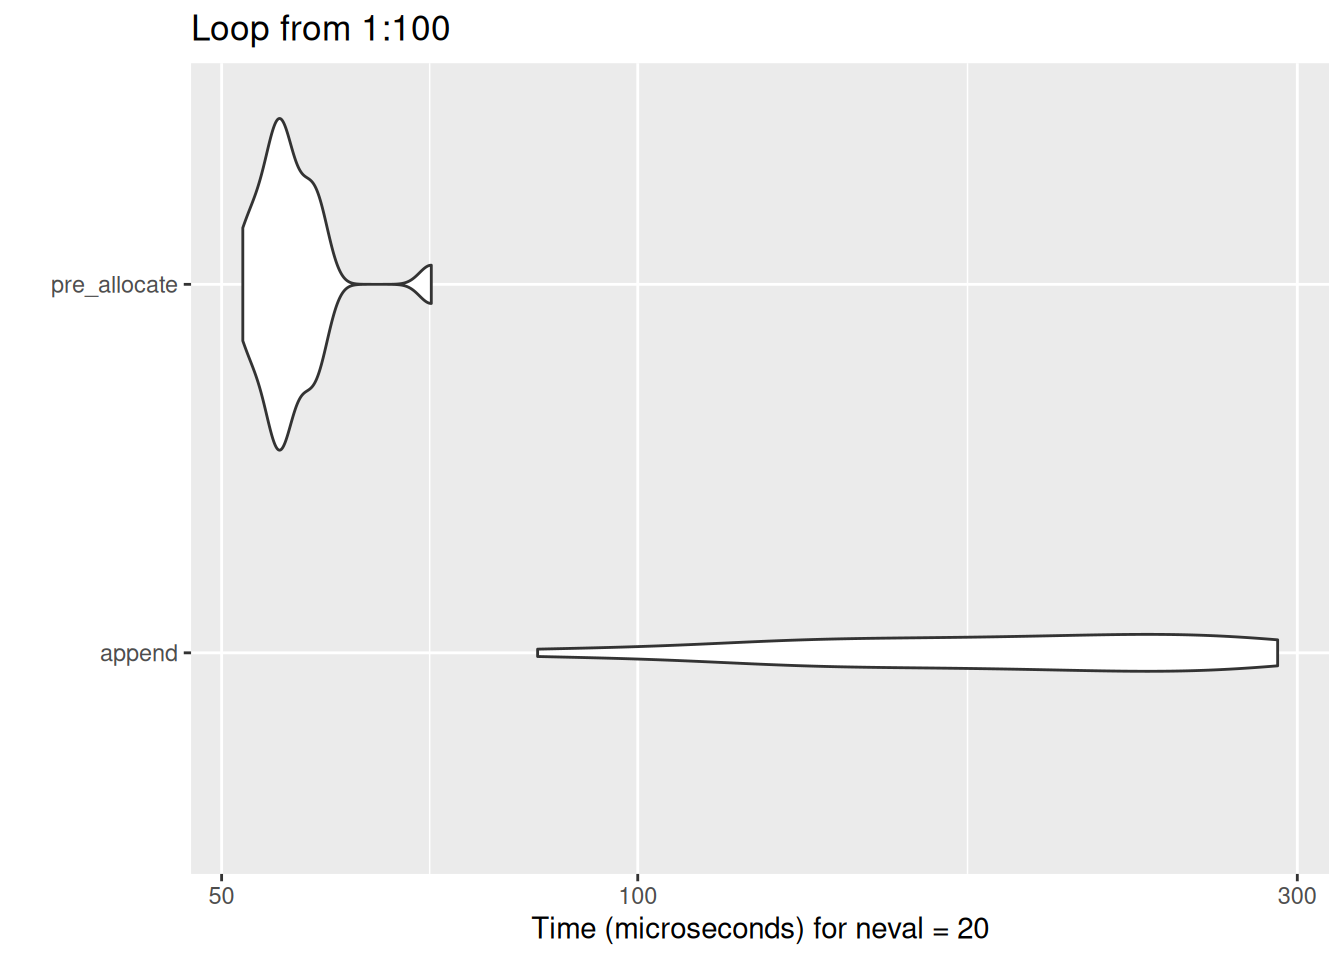 Loop from 1:100
pre_allocate
append
50 100 300
Time (microseconds) for neval = 20